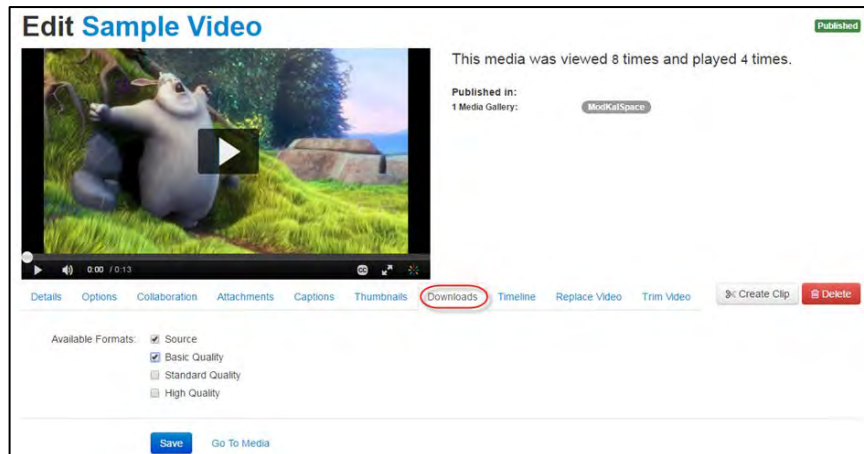 Edit Sample Video
Published
This media was viewed 8 times and played 4 times.
Published in:
1 Media Gallery: ModKalSpace
0:00 / 0:13
CC
Details Options Collaboration Attachments Captions Thumbnails Downloads Timeline Replace Video Trim Video Create Clip Delete
Available Formats: Source
Basic Quality
Standard Quality
High Quality
Save Go To Media